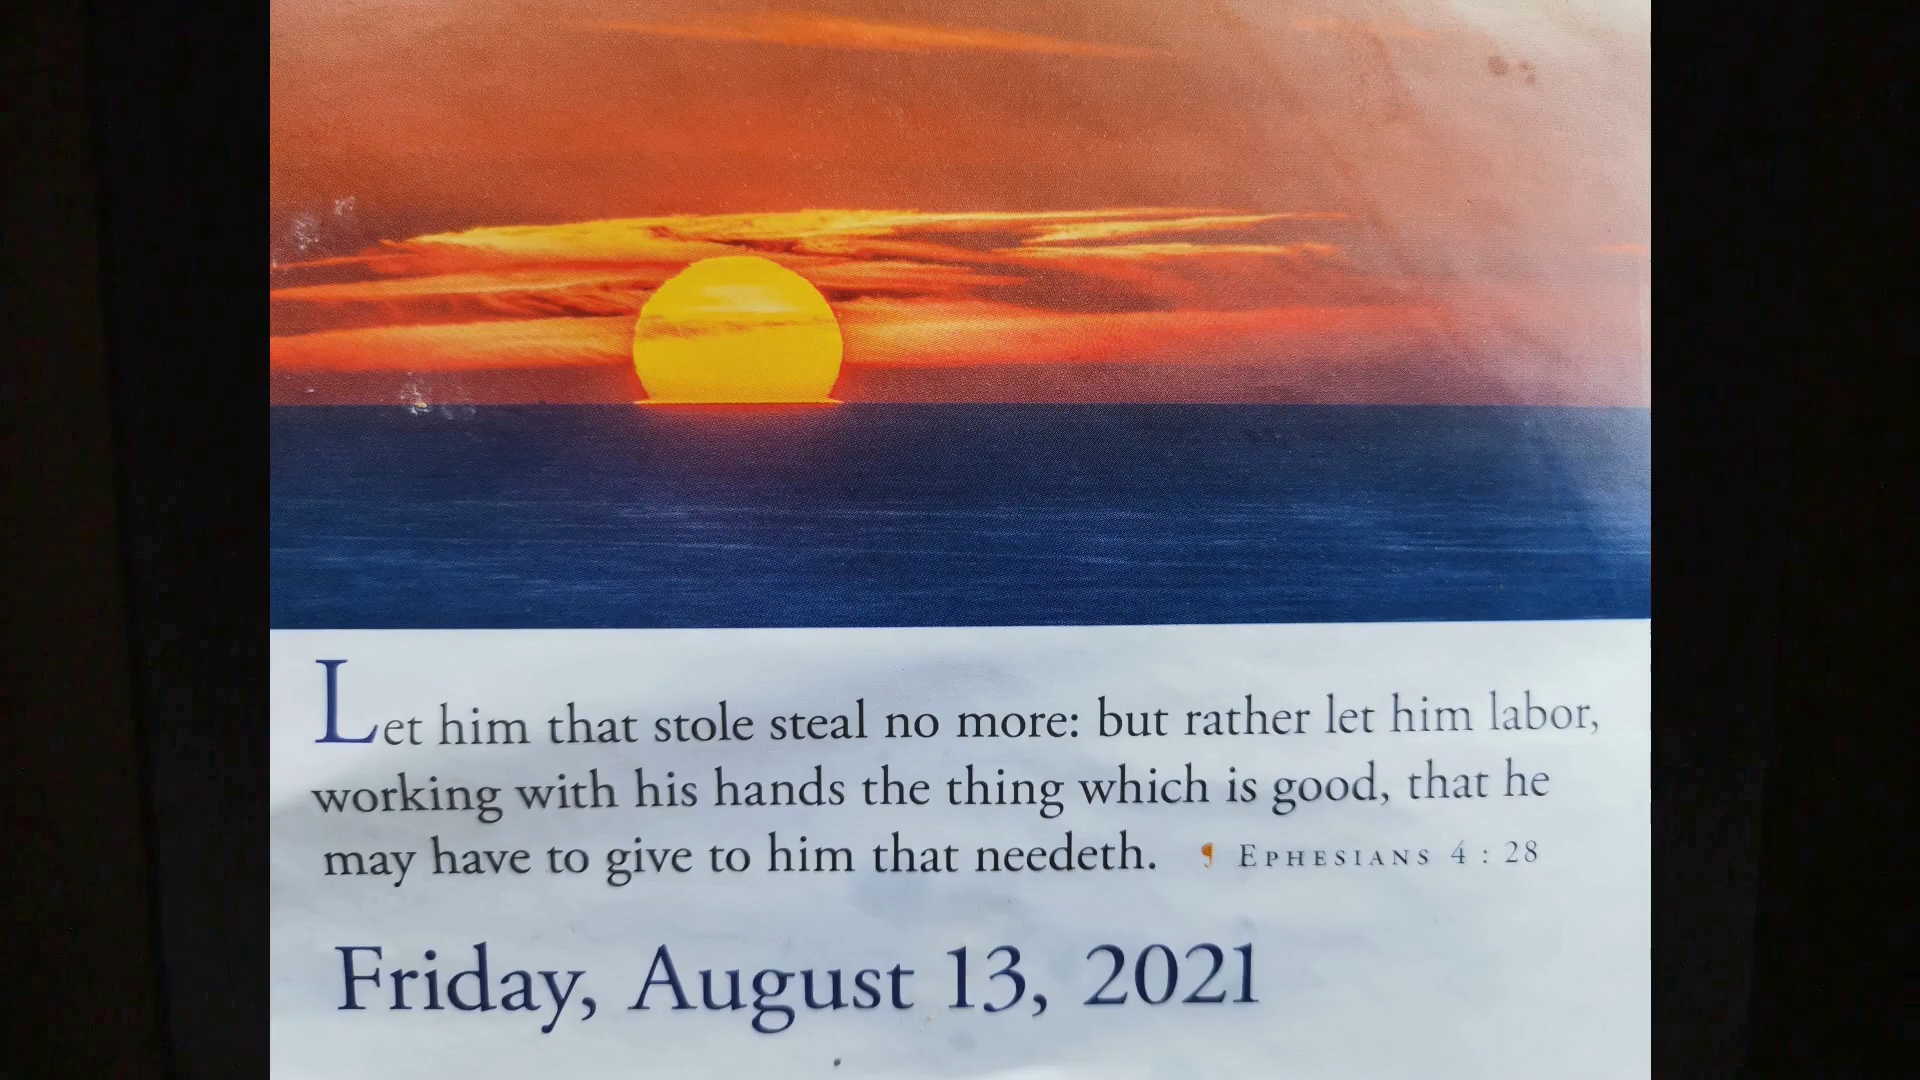 Let him that stole steal no more: but rather let him labor,
working with his hands the thing which is good, that he
may have to give to him that needeth. ¶ EPHESIANS 4 : 28
Friday, August 13, 2021